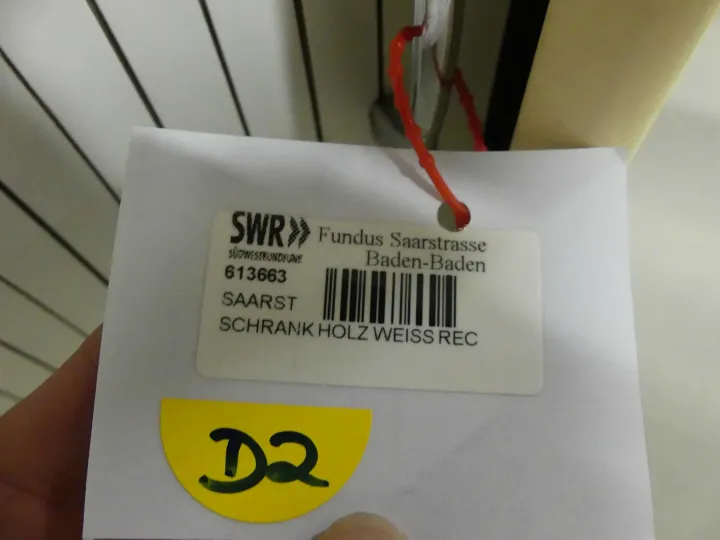 SWR» Fundus Saarstrasse
SÜDWESTRUNDFUNK Baden-Baden
613663
SAARST
SCHRANK HOLZ WEISS REC
D2